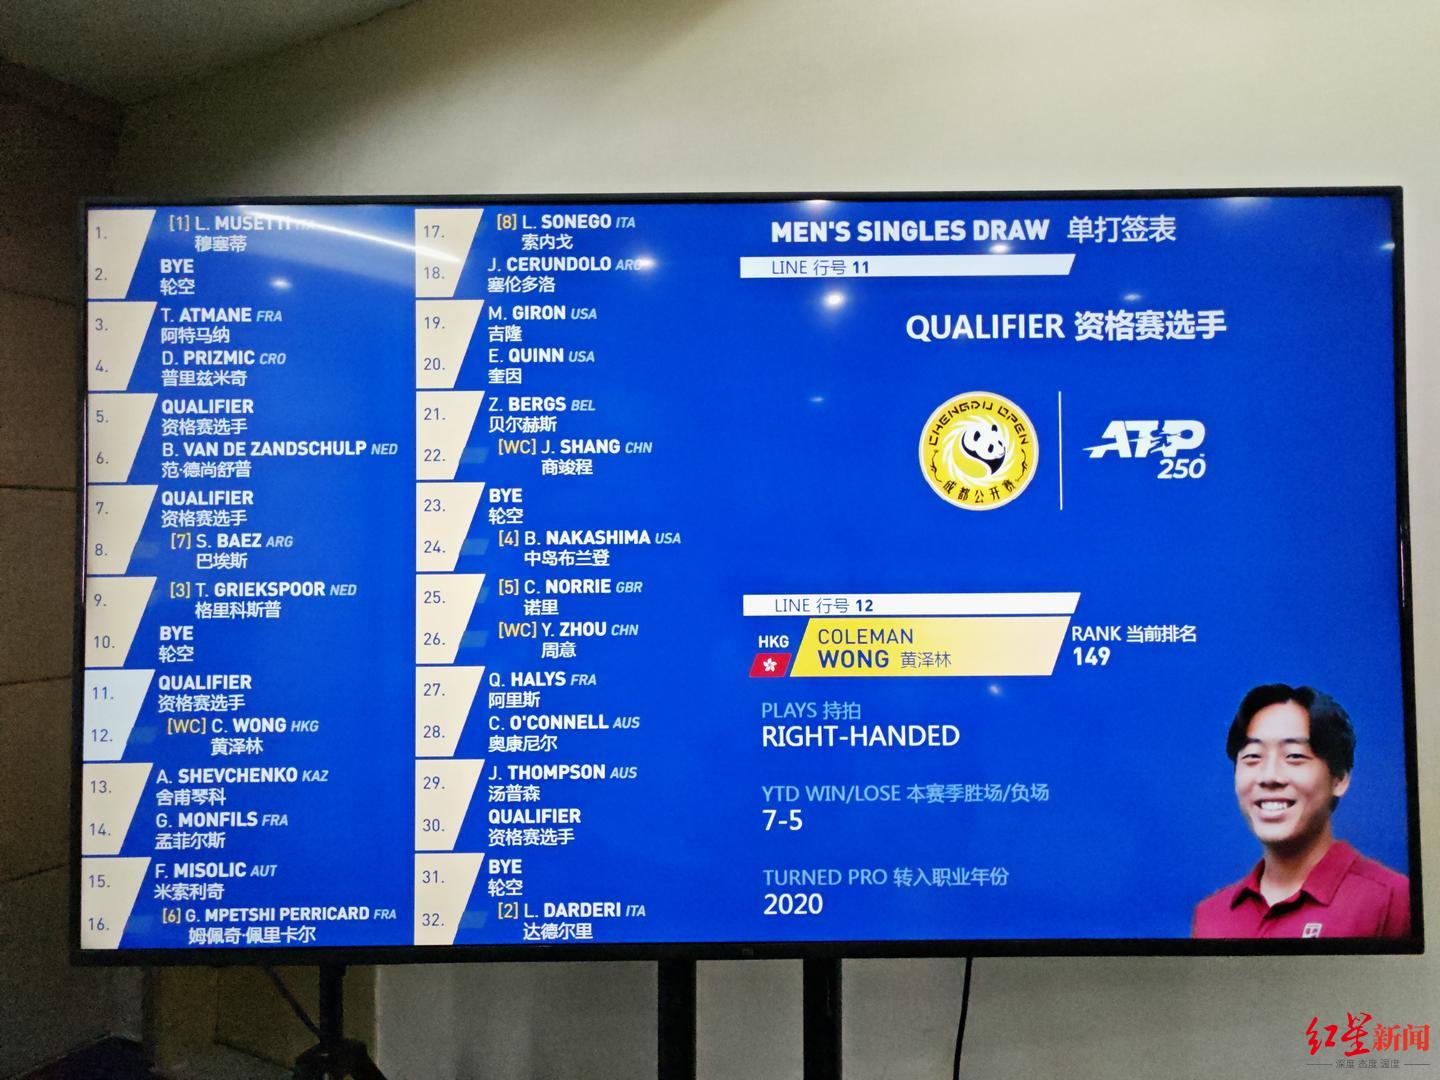 1. [1] L. MUSETTI ITA
穆塞蒂
2. BYE
轮空
3. T. ATMANE FRA
阿特马纳
4. D. PRIZMIC CRO
普里兹米奇
5. QUALIFIER
资格赛选手
6. B. VAN DE ZANDSCHULP NED
范·德尚舒普
7. QUALIFIER
资格赛选手
8. [7] S. BAEZ ARG
巴埃斯
9. [3] T. GRIEKSPOOR NED
格里科斯普
10. BYE
轮空
11. QUALIFIER
资格赛选手
12. [WC] C. WONG HKG
黄泽林
13. A. SHEVCHENKO KAZ
舍甫琴科
14. G. MONFILS FRA
孟菲尔斯
15. F. MISOLIC AUT
米索利奇
16. [6] G. MPETSHI PERRICARD FRA
姆佩奇·佩里卡尔
17. [8] L. SONEGO ITA
索内戈
18. J. CERUNDOLO ARG
塞伦多洛
19. M. GIRON USA
吉隆
20. E. QUINN USA
奎因
21. Z. BERGS BEL
贝尔赫斯
22. [WC] J. SHANG CHN
商竣程
23. BYE
轮空
24. [4] B. NAKASHIMA USA
中岛布兰登
25. [5] C. NORRIE GBR
诺里
26. [WC] Y. ZHOU CHN
周意
27. Q. HALYS FRA
阿里斯
28. C. O'CONNELL AUS
奥康尼尔
29. J. THOMPSON AUS
汤普森
30. QUALIFIER
资格赛选手
31. BYE
轮空
32. [2] L. DARDERI ITA
达德尔里
MEN'S SINGLES DRAW 单打签表
LINE 行号 11
QUALIFIER 资格赛选手
CHENGDU OPEN
成都公开赛
ATP
250
LINE 行号 12
HKG
COLEMAN
WONG 黄泽林
RANK 当前排名
149
PLAYS 持拍
RIGHT-HANDED
YTD WIN/LOSE 本赛季胜场/负场
7-5
TURNED PRO 转入职业年份
2020
红星新闻
深度 态度 温度